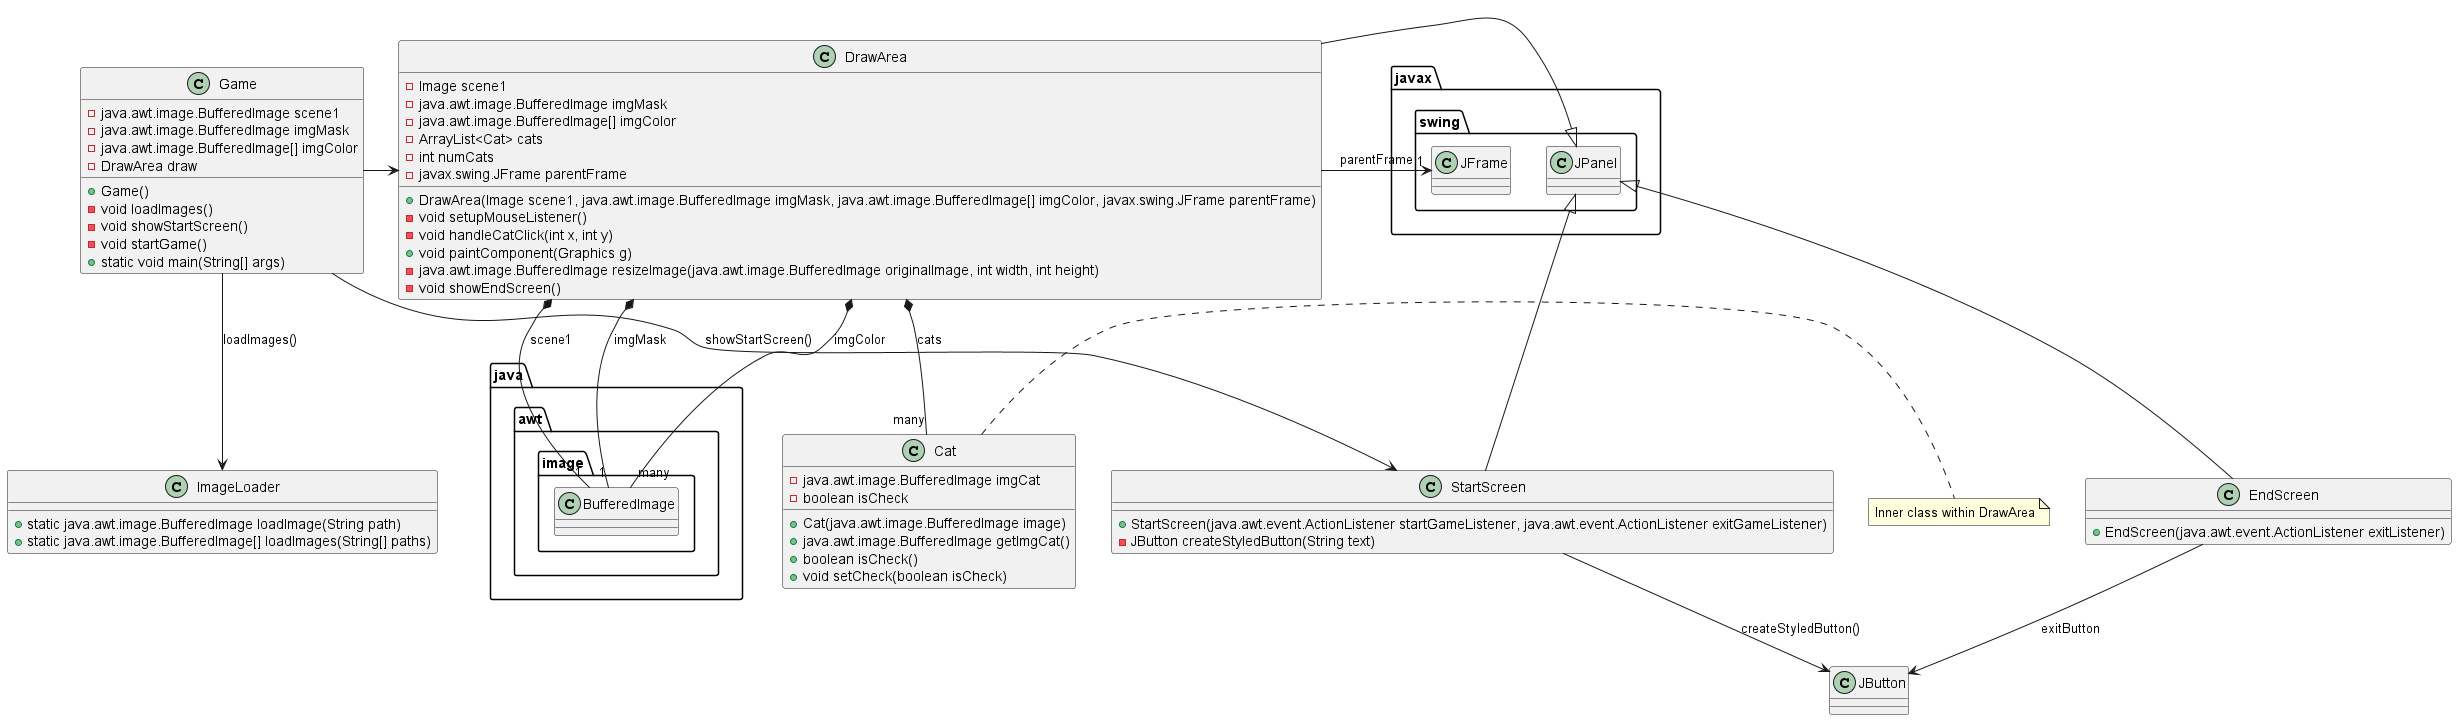 Game
java.awt.image.BufferedImage scene1
java.awt.image.BufferedImage imgMask
java.awt.image.BufferedImage[] imgColor
DrawArea draw
Game()
void loadImages()
void showStartScreen()
void startGame()
static void main(String[] args)
DrawArea
Image scene1
java.awt.image.BufferedImage imgMask
java.awt.image.BufferedImage[] imgColor
ArrayList<Cat> cats
int numCats
javax.swing.JFrame parentFrame
DrawArea(Image scene1, java.awt.image.BufferedImage imgMask, java.awt.image.BufferedImage[] imgColor, javax.swing.JFrame parentFrame)
void setupMouseListener()
void handleCatClick(int x, int y)
void paintComponent(Graphics g)
java.awt.image.BufferedImage resizeImage(java.awt.image.BufferedImage originalImage, int width, int height)
void showEndScreen()
parentFrame
1
javax
swing
JFrame
JPanel
loadImages()
scene1
imgMask
showStartScreen()
imgColor
cats
java
awt
image
1
1
many
BufferedImage
many
ImageLoader
static java.awt.image.BufferedImage loadImage(String path)
static java.awt.image.BufferedImage[] loadImages(String[] paths)
Cat
java.awt.image.BufferedImage imgCat
boolean isCheck
Cat(java.awt.image.BufferedImage image)
java.awt.image.BufferedImage getImgCat()
boolean isCheck()
void setCheck(boolean isCheck)
StartScreen
StartScreen(java.awt.event.ActionListener startGameListener, java.awt.event.ActionListener exitGameListener)
JButton createStyledButton(String text)
Inner class within DrawArea
EndScreen
EndScreen(java.awt.event.ActionListener exitListener)
createStyledButton()
exitButton
JButton